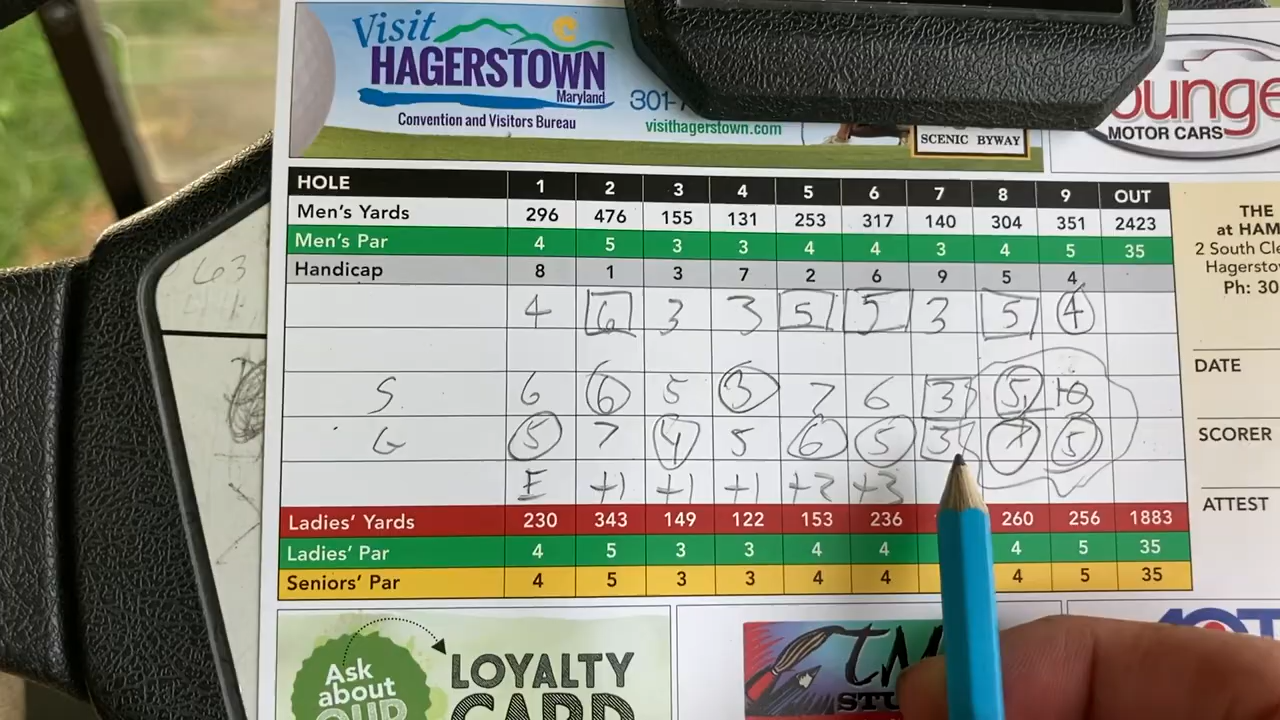 Visit
HAGERSTOWN
Maryland
Convention and Visitors Bureau
301-7
visithagerstown.com
SCENIC BYWAY
ounge
MOTOR CARS
HOLE 1 2 3 4 5 6 7 8 9 OUT
Men's Yards 296 476 155 131 253 317 140 304 351 2423
Men's Par 4 5 3 3 4 4 3 4 5 35
Handicap 8 1 3 7 2 6 9 5 4
4 6 3 3 5 5 3 5 4
S. 6 6 5 3 7 6 3 5
G 5 7 4 5 6 5 7 5
E +1 +1 +1 +2 +3
Ladies' Yards 230 343 149 122 153 236 260 256 1883
Ladies' Par 4 5 3 3 4 4 4 5 35
Seniors' Par 4 5 3 3 4 4 4 5 35
THE
at HAM
2 South Cle
Hagersto
Ph: 30
DATE
SCORER
ATTEST
63
Ask
about
OUR
LOYALTY
CARD
TM
STU